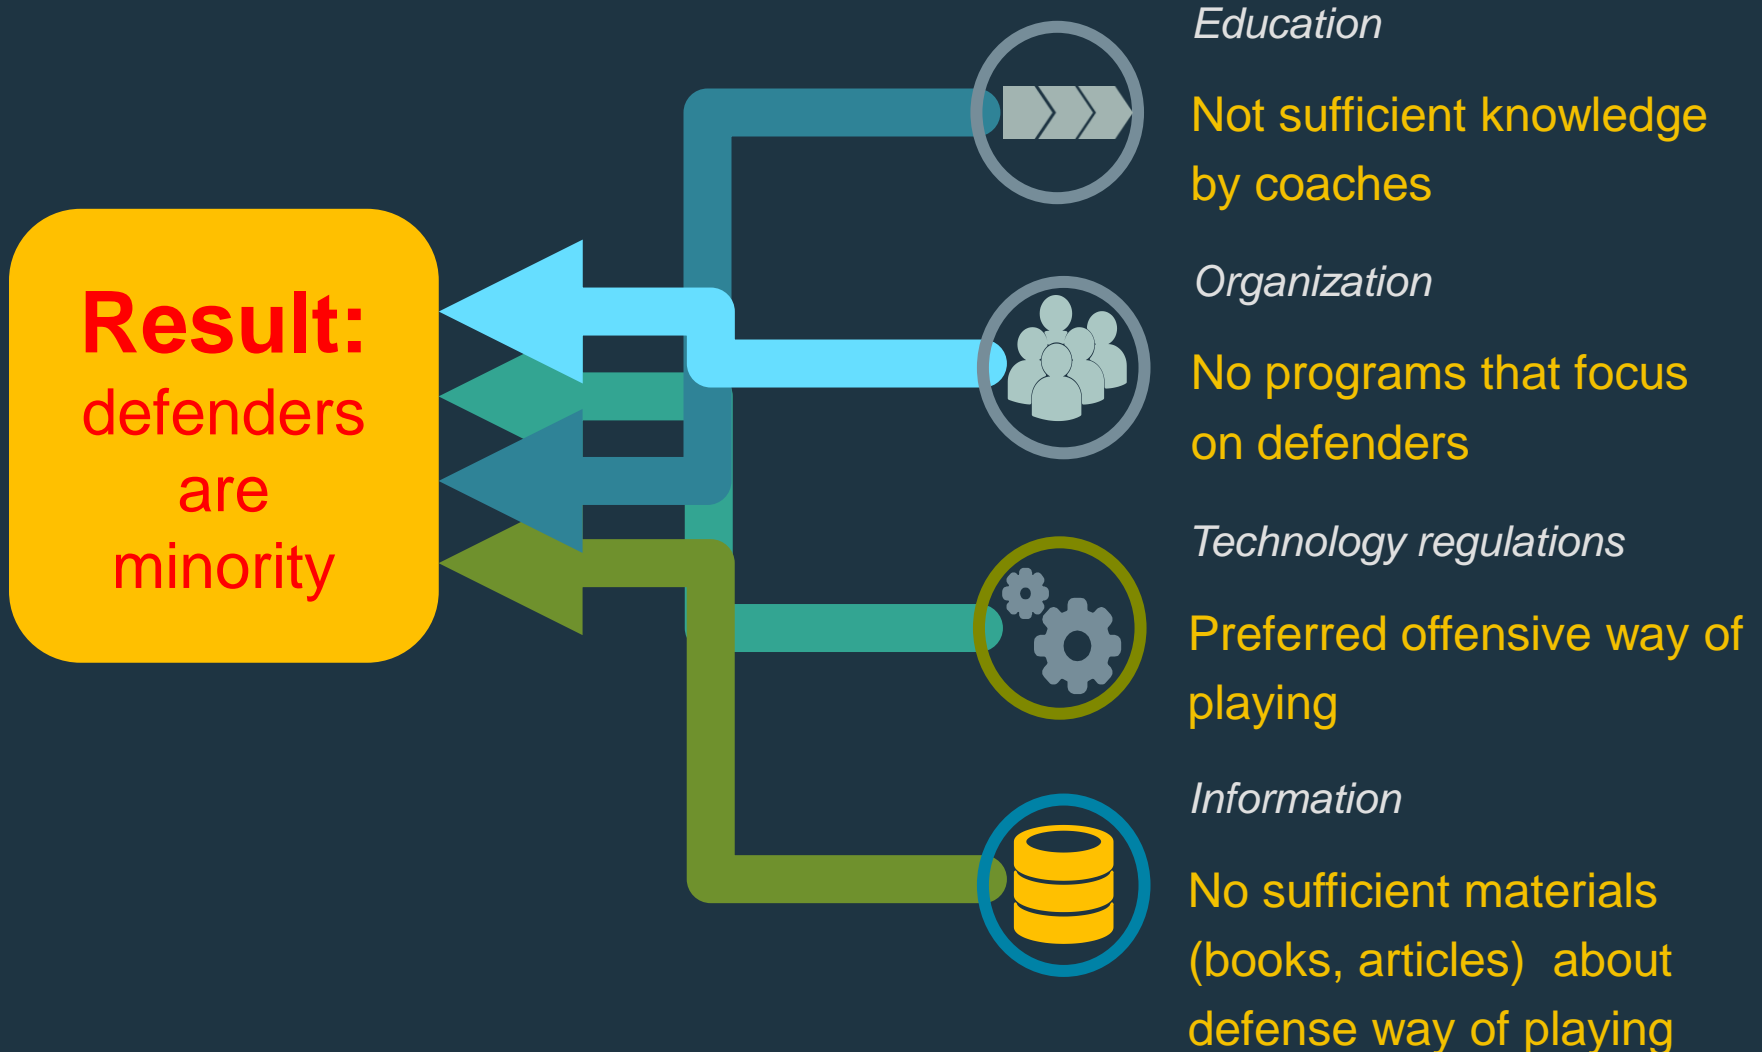 Result:
defenders
are
minority
Education
Not sufficient knowledge
by coaches
Organization
No programs that focus
on defenders
Technology regulations
Preferred offensive way of
playing
Information
No sufficient materials
(books, articles)  about
defense way of playing